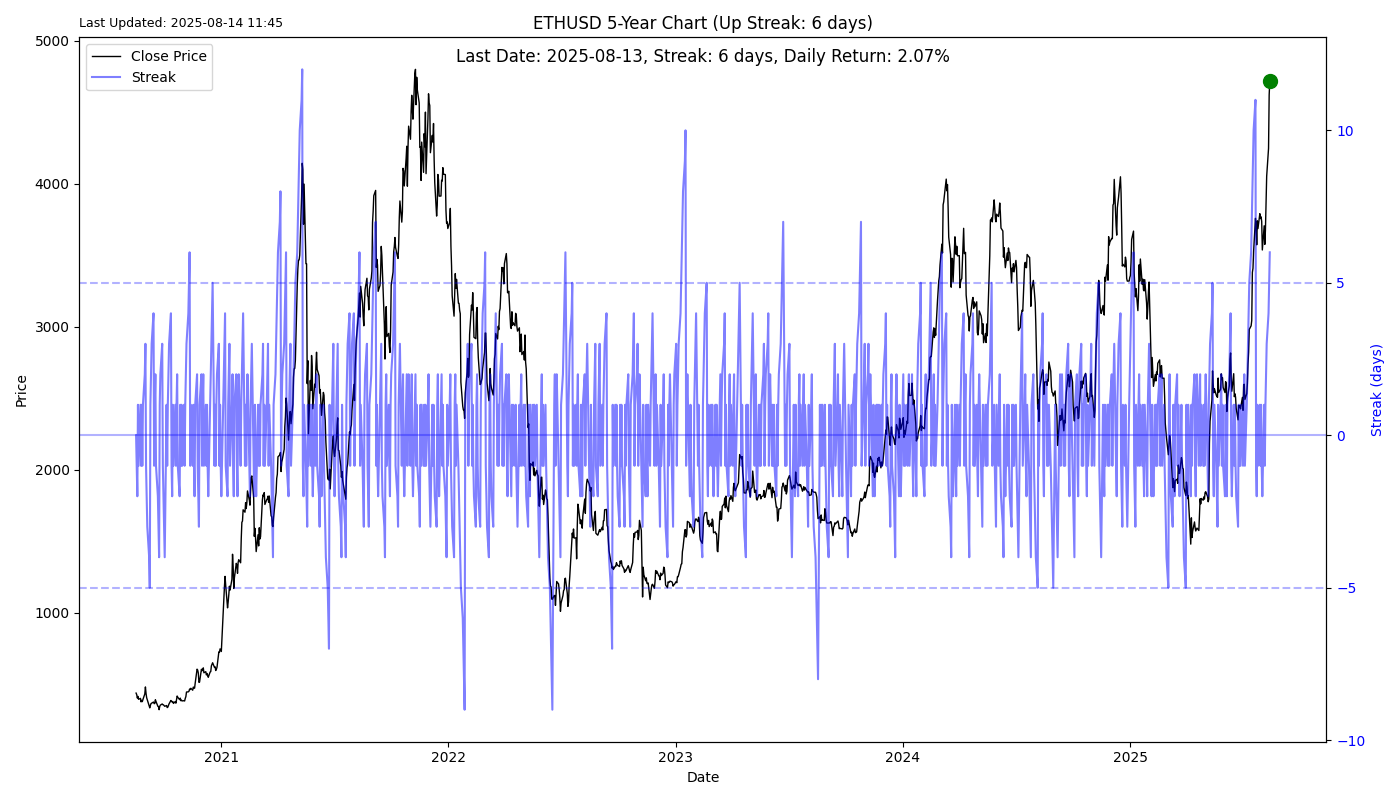 Last Updated: 2025-08-14 11:45
ETHUSD 5-Year Chart (Up Streak: 6 days)
Last Date: 2025-08-13, Streak: 6 days, Daily Return: 2.07%
Close Price
Streak
Price
5000
4000
3000
2000
1000
10
5
0
−5
−10
Streak (days)
2021
2022
2023
2024
2025
Date